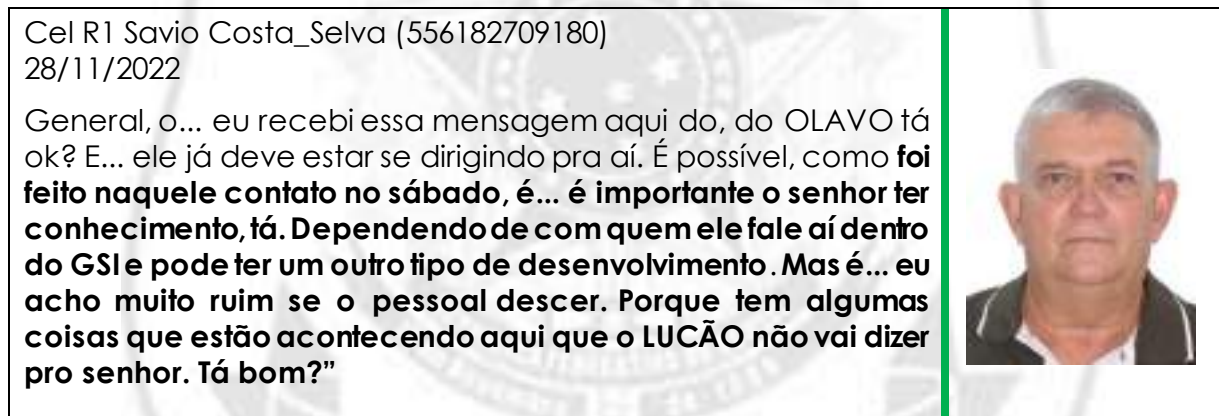 Cel R1 Savio Costa_Selva (556182709180)
28/11/2022
General, o... eu recebi essa mensagem aqui do, do OLAVO tá
ok? E... ele já deve estar se dirigindo pra aí. É possível, como foi
feito naquele contato no sábado, é... é importante o senhor ter
conhecimento, tá. Dependendo de com quem ele fale aí dentro
do GSI e pode ter um outro tipo de desenvolvimento. Mas é... eu
acho muito ruim se o pessoal descer. Porque tem algumas
coisas que estão acontecendo aqui que o LUCÃO não vai dizer
pro senhor. Tá bom?”